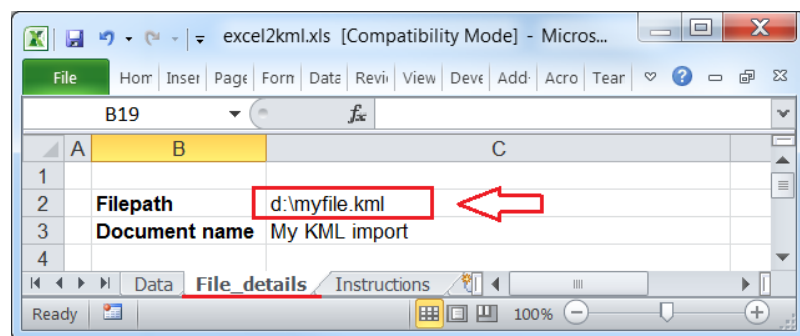 excel2kml.xls [Compatibility Mode] - Micros...
File Hom Inser Page Form Data Revi View Deve Add- Acro Tear
B19 fx
A B C
1
2 Filepath d:\myfile.kml
3 Document name My KML import
4
Data File_details Instructions
Ready 100%